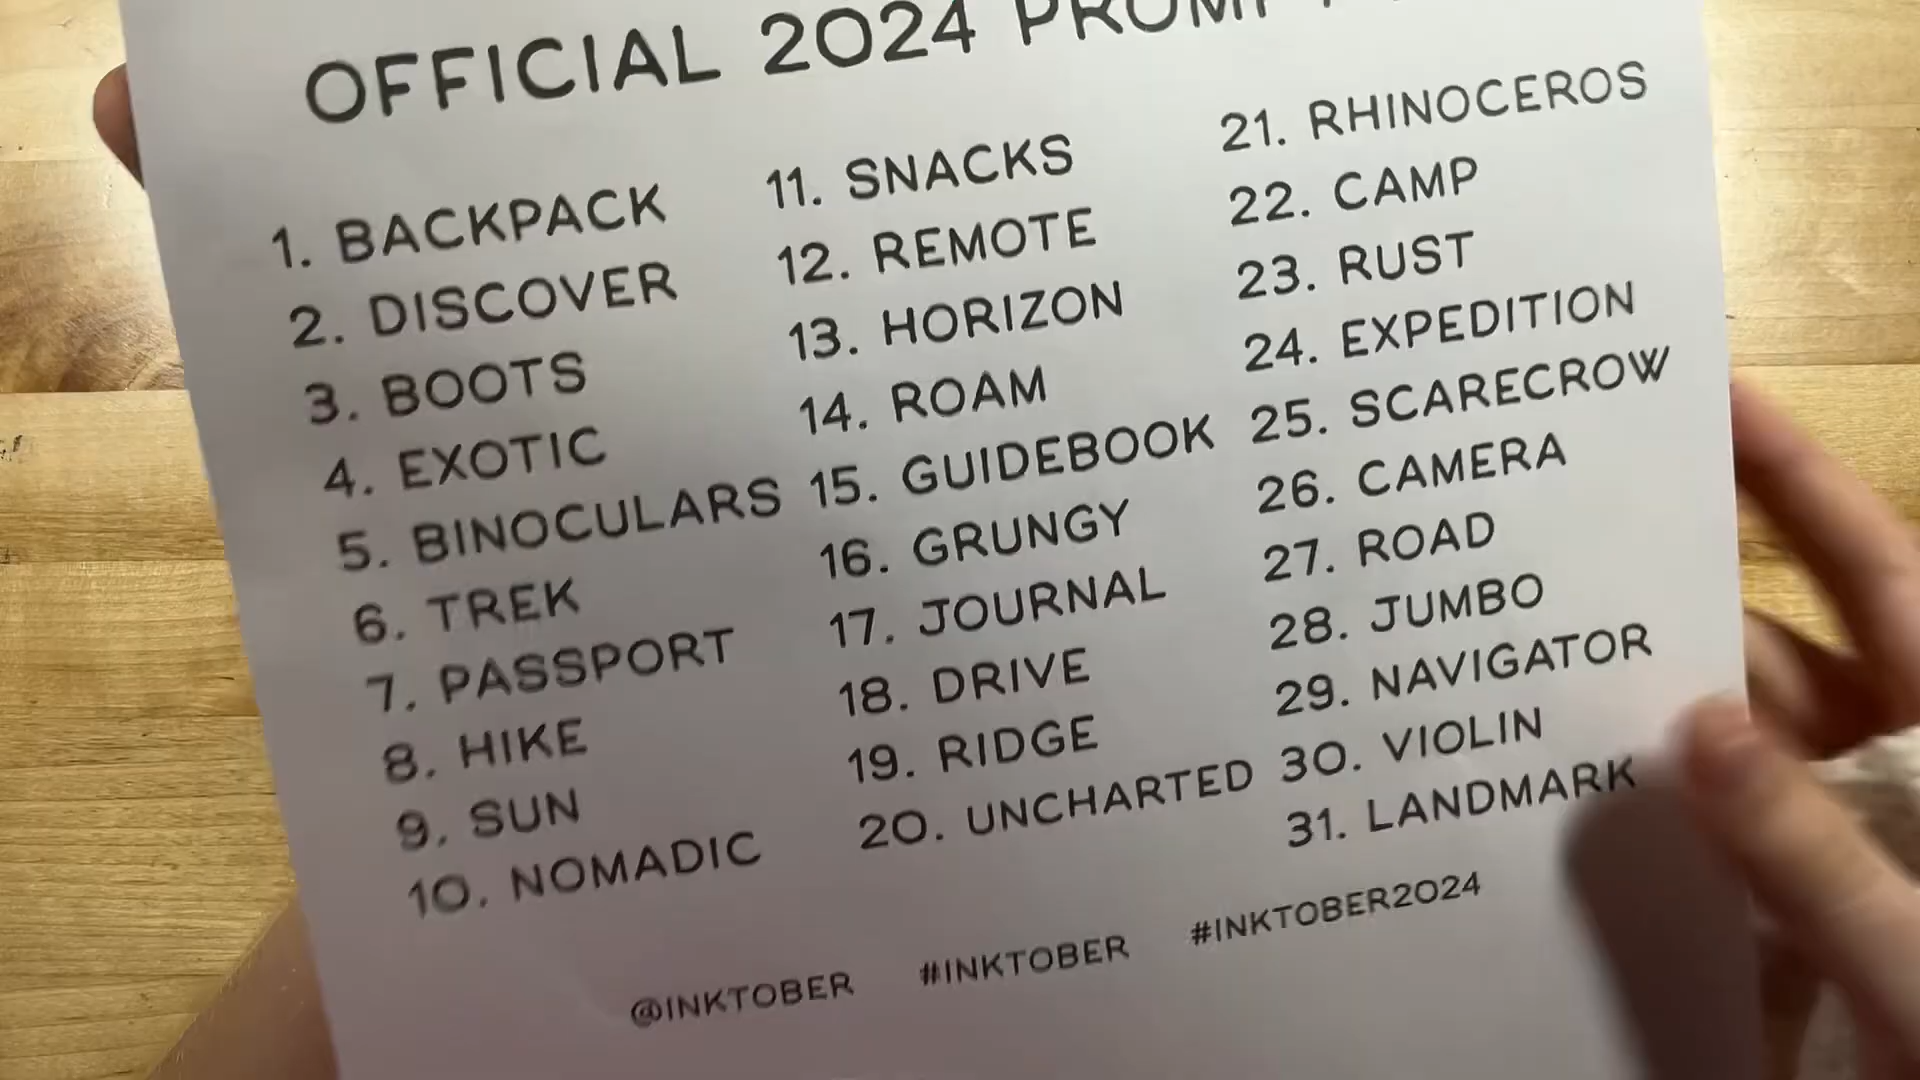 OFFICIAL 2024 PROMPT
1. BACKPACK
2. DISCOVER
3. BOOTS
4. EXOTIC
5. BINOCULARS
6. TREK
7. PASSPORT
8. HIKE
9. SUN
10. NOMADIC
11. SNACKS
12. REMOTE
13. HORIZON
14. ROAM
15. GUIDEBOOK
16. GRUNGY
17. JOURNAL
18. DRIVE
19. RIDGE
20. UNCHARTED
21. RHINOCEROS
22. CAMP
23. RUST
24. EXPEDITION
25. SCARECROW
26. CAMERA
27. ROAD
28. JUMBO
29. NAVIGATOR
30. VIOLIN
31. LANDMARK
@INKTOBER #INKTOBER #INKTOBER2024